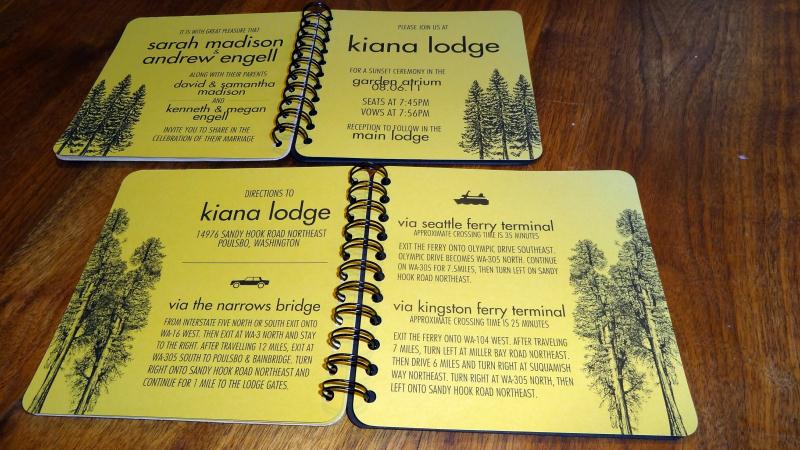 IT IS WITH GREAT PLEASURE THAT
sarah madison
&
andrew engell
ALONG WITH THEIR PARENTS
david & samantha
madison
AND
kenneth & megan
engell
INVITE YOU TO SHARE IN THE
CELEBRATION OF THEIR MARRIAGE
PLEASE JOIN US AT
kiana lodge
FOR A SUNSET CEREMONY IN THE
garden atrium
08.06.11
SEATS AT 7:45PM
VOWS AT 7:56PM
RECEPTION TO FOLLOW IN THE
main lodge
DIRECTIONS TO
kiana lodge
14976 SANDY HOOK ROAD NORTHEAST
POULSBO, WASHINGTON
via the narrows bridge
FROM INTERSTATE FIVE NORTH OR SOUTH EXIT ONTO
WA-16 WEST. THEN EXIT AT WA-3 NORTH AND STAY
TO THE RIGHT. AFTER TRAVELLING 12 MILES, EXIT AT
WA-305 SOUTH TO POULSBO & BAINBRIDGE. TURN
RIGHT ONTO SANDY HOOK ROAD NORTHEAST AND
CONTINUE FOR 1 MILE TO THE LODGE GATES.
via seattle ferry terminal
APPROXIMATE CROSSING TIME IS 35 MINUTES
EXIT THE FERRY ONTO OLYMPIC DRIVE SOUTHEAST.
OLYMPIC DRIVE BECOMES WA-305 NORTH. CONTINUE
ON WA-305 FOR 7.5MILES, THEN TURN LEFT ON SANDY
HOOK ROAD NORTHEAST.
via kingston ferry terminal
APPROXIMATE CROSSING TIME IS 25 MINUTES
EXIT THE FERRY ONTO WA-104 WEST. AFTER TRAVELING
7 MILES, TURN LEFT AT MILLER BAY ROAD NORTHEAST.
THEN DRIVE 6 MILES AND TURN RIGHT AT SUQUAMISH
WAY NORTHEAST. TURN RIGHT AT WA-305 NORTH, THEN
LEFT ONTO SANDY HOOK ROAD NORTHEAST.